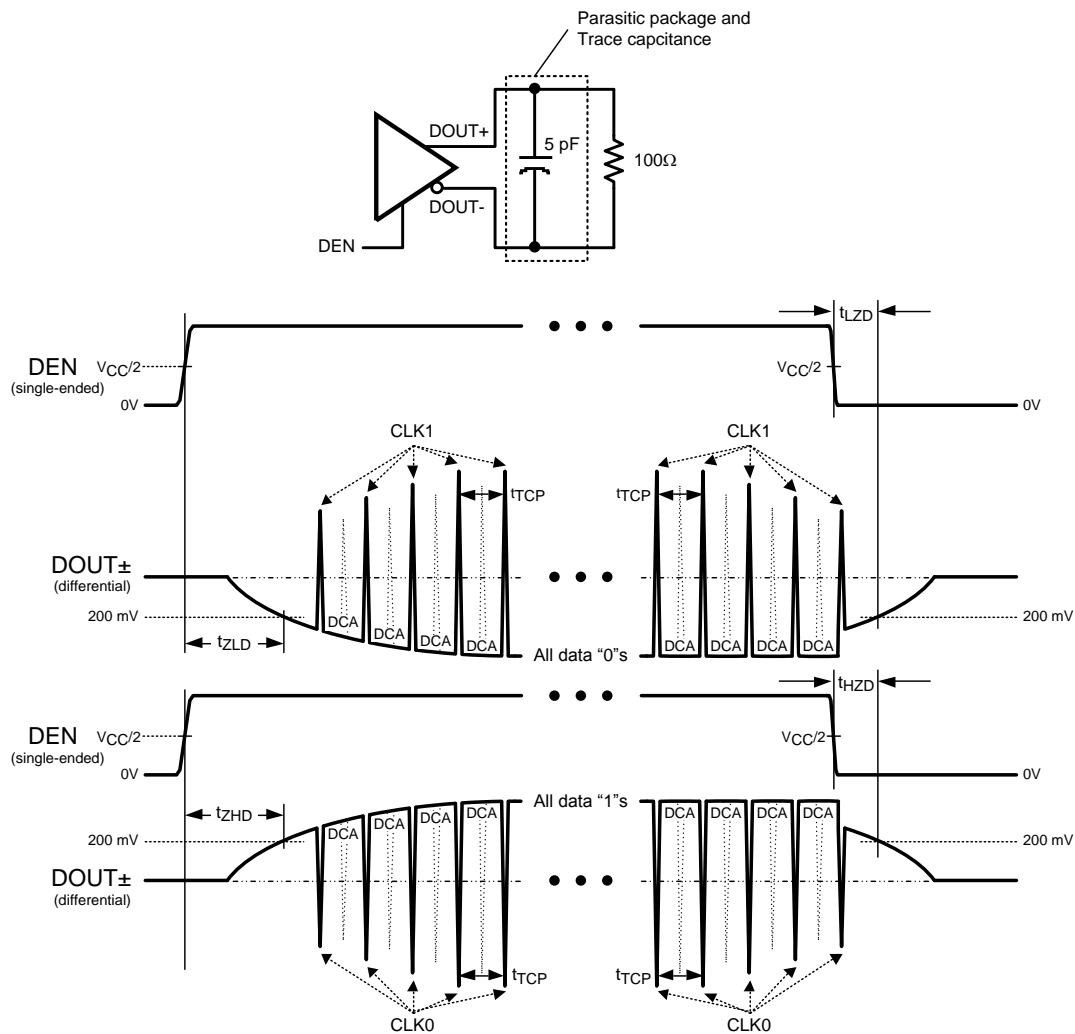 Parasitic package and
Trace capcitance
DOUT+
5 pF
100Ω
DOUT-
DEN
tLZD
DEN
(single-ended)
VCC/2
VCC/2
0V
0V
CLK1
CLK1
tTCP
tTCP
DOUT±
(differential)
200 mV
200 mV
tZLD
DCA
DCA
DCA
DCA
DCA
DCA
DCA
DCA
All data “0”s
tHZD
DEN
(single-ended)
VCC/2
VCC/2
0V
0V
All data “1”s
tZHD
DCA
DCA
DCA
DCA
DCA
DCA
DCA
DCA
200 mV
200 mV
DOUT±
(differential)
tTCP
tTCP
CLK0
CLK0